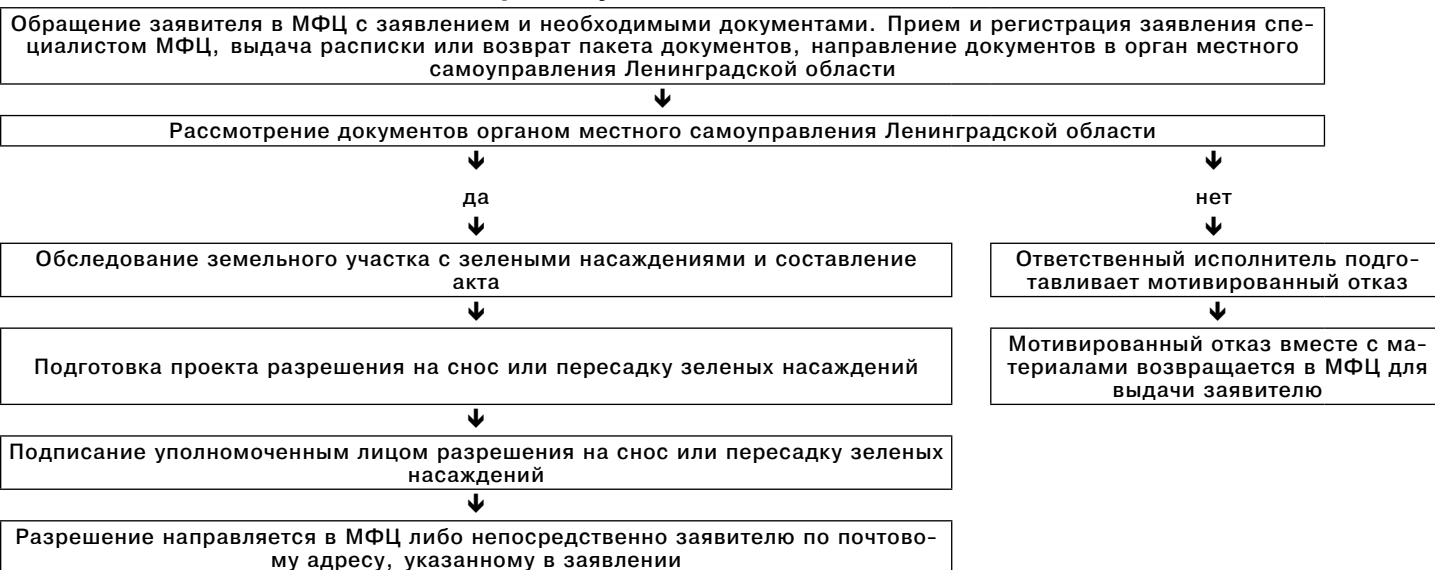 Обращение заявителя в МФЦ с заявлением и необходимыми документами. Прием и регистрация заявления спе-
циалистом МФЦ, выдача расписки или возврат пакета документов, направление документов в орган местного
самоуправления Ленинградской области
Рассмотрение документов органом местного самоуправления Ленинградской области
да
нет
Обследование земельного участка с зелеными насаждениями и составление
акта
Ответственный исполнитель подго-
тавливает мотивированный отказ
Подготовка проекта разрешения на снос или пересадку зеленых насаждений
Мотивированный отказ вместе с ма-
териалами возвращается в МФЦ для
выдачи заявителю
Подписание уполномоченным лицом разрешения на снос или пересадку зеленых
насаждений
Разрешение направляется в МФЦ либо непосредственно заявителю по почтово-
му адресу, указанному в заявлении